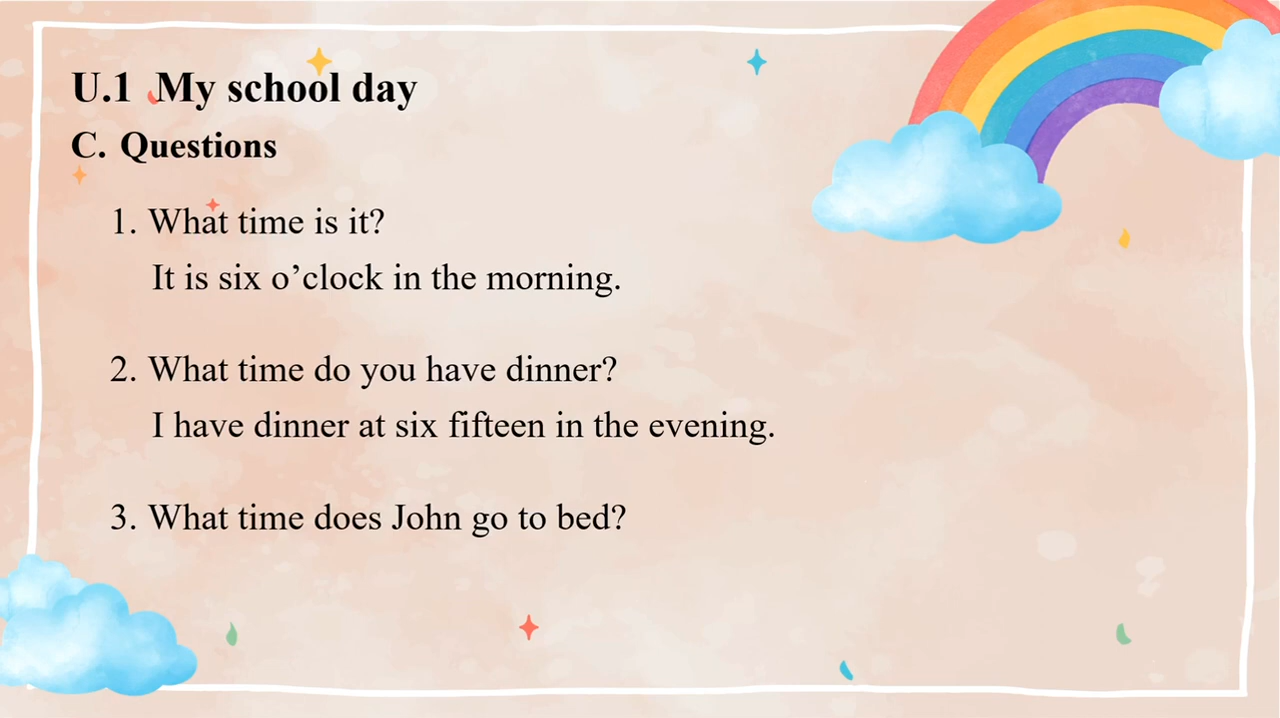 U.1 My school day
C. Questions
1. What time is it?
It is six o’clock in the morning.
2. What time do you have dinner?
I have dinner at six fifteen in the evening.
3. What time does John go to bed?